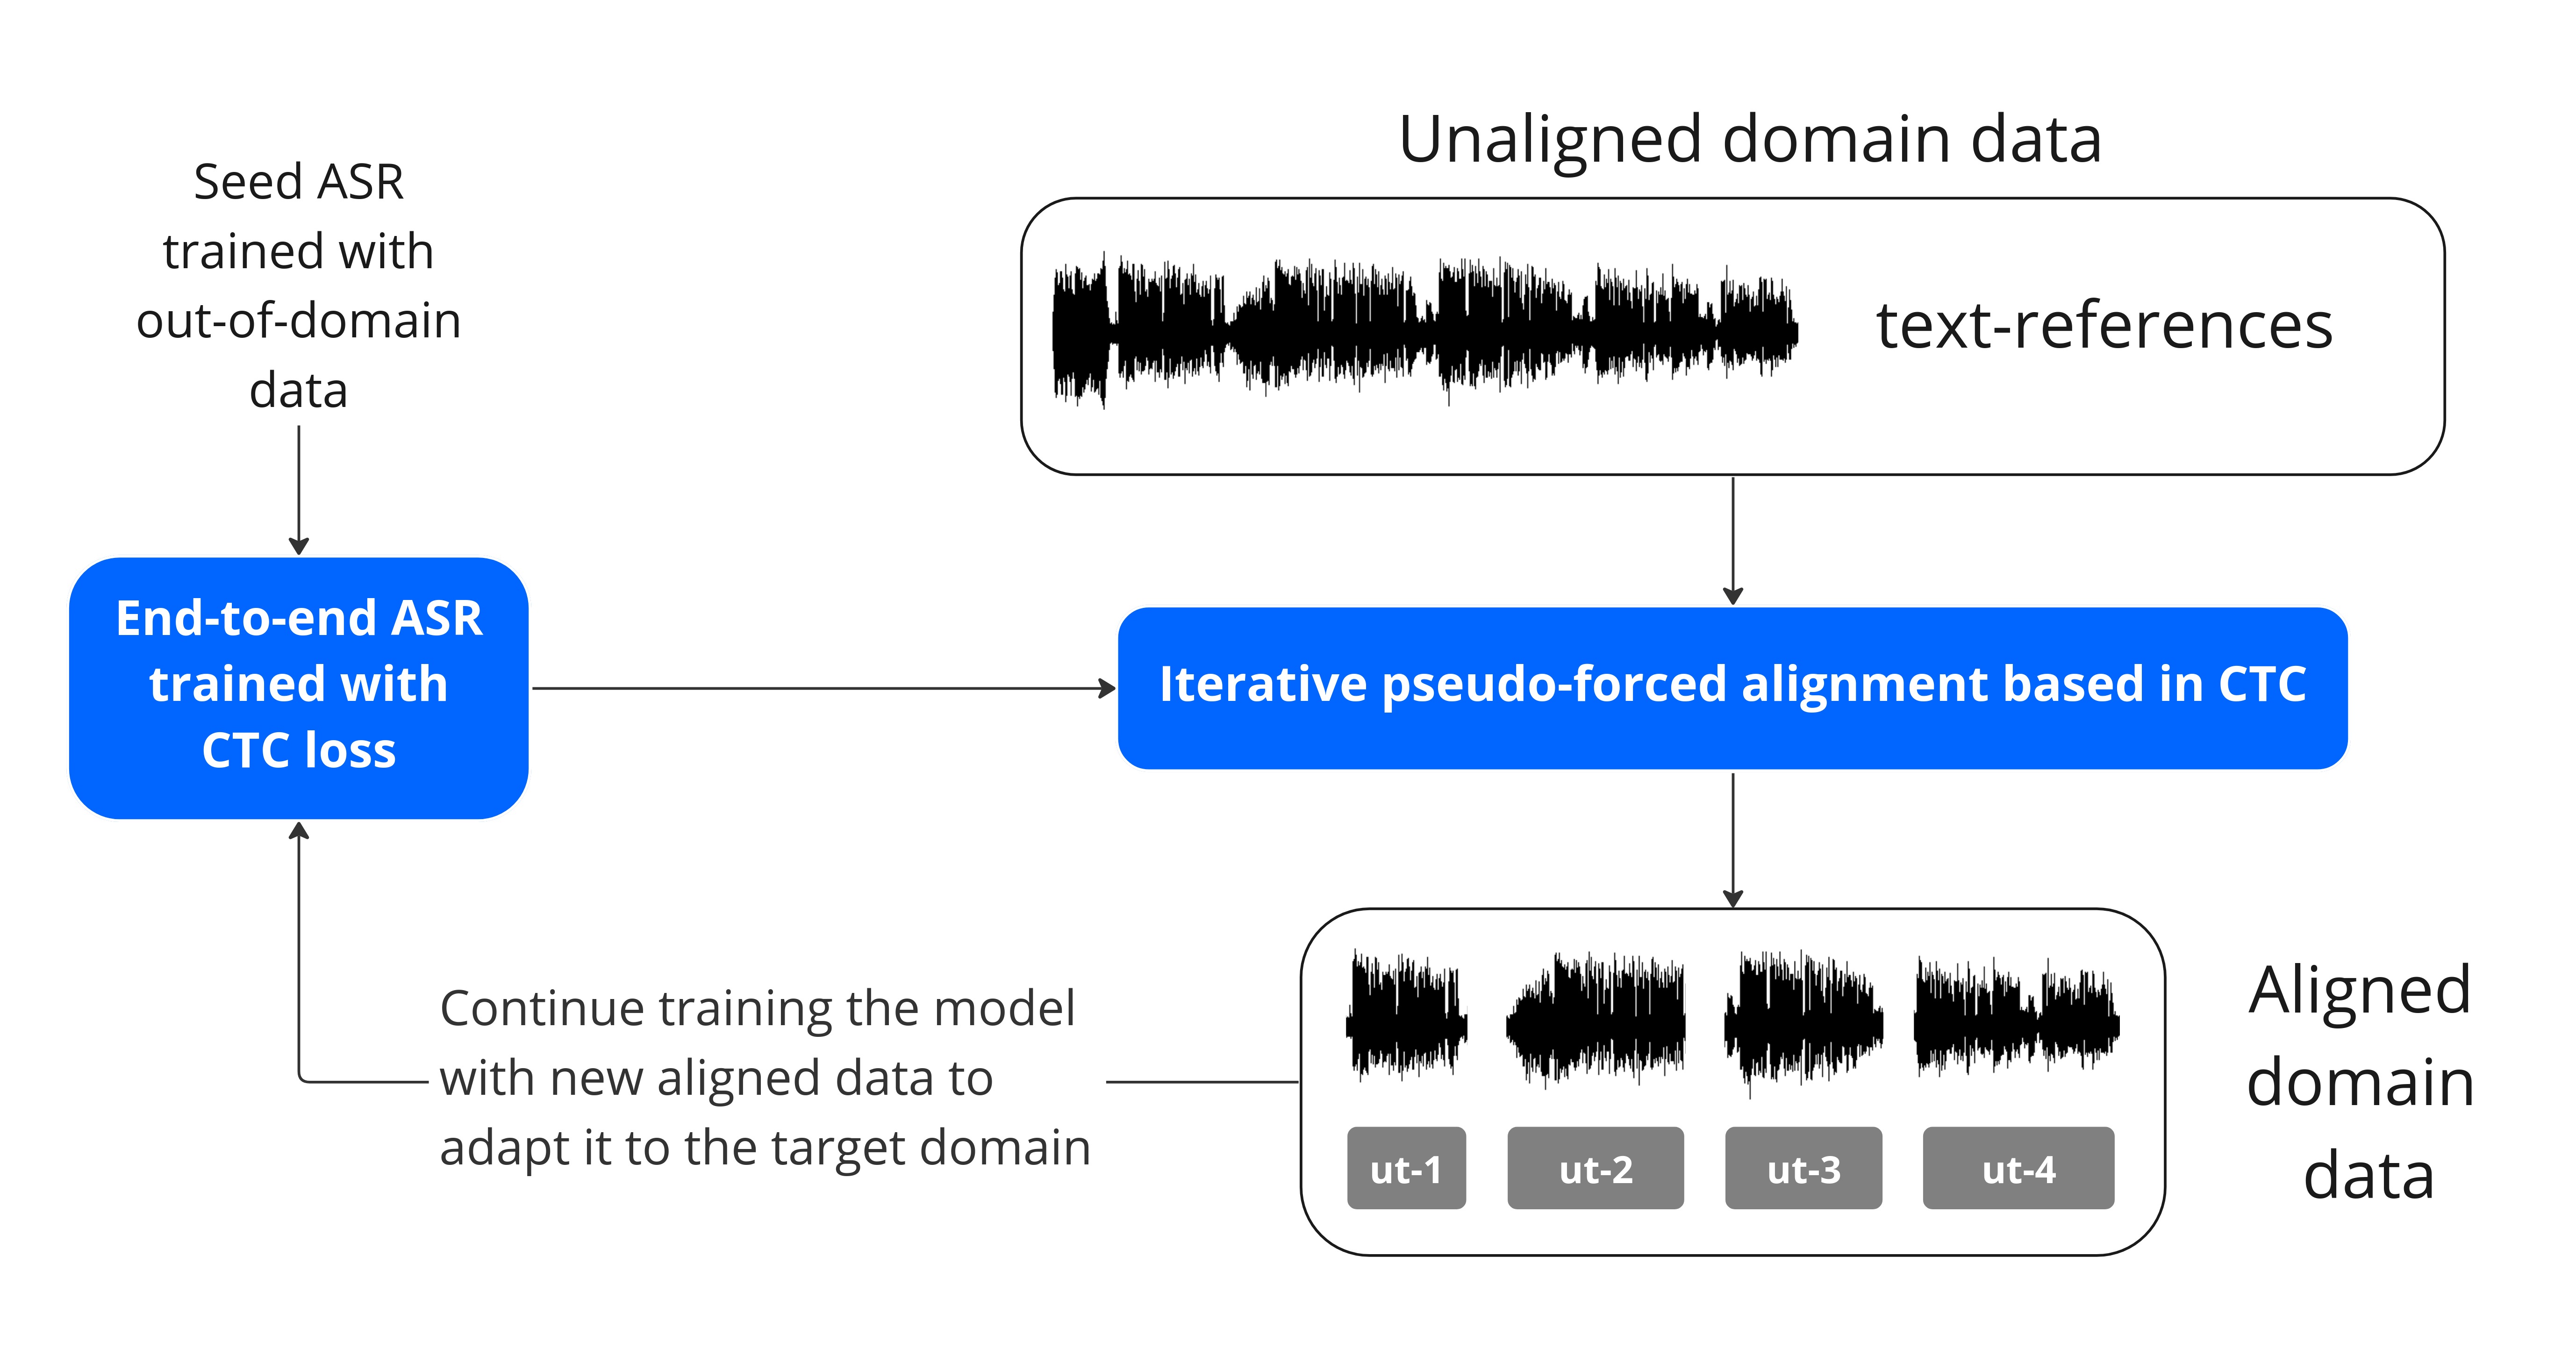 Seed ASR
trained with
out-of-domain
data
Unaligned domain data
text-references
End-to-end ASR
trained with
CTC loss
Iterative pseudo-forced alignment based in CTC
Continue training the model
with new aligned data to
adapt it to the target domain
ut-1
ut-2
ut-3
ut-4
Aligned
domain
data